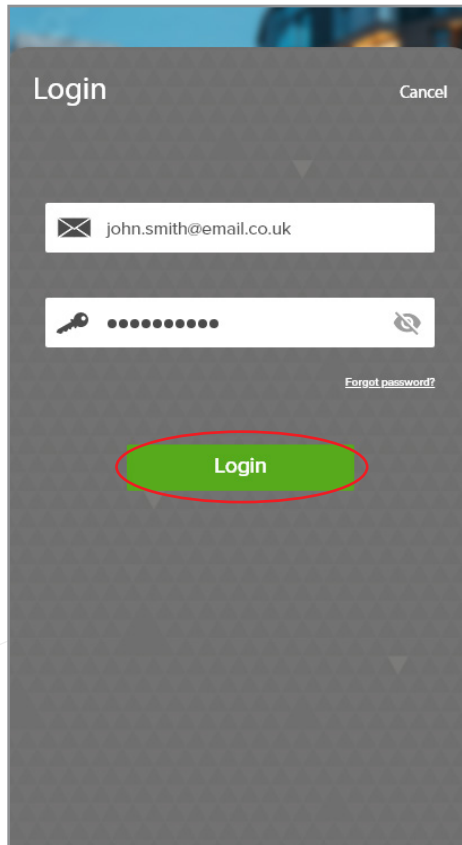 Login
Cancel
john.smith@email.co.uk
••••••••••
Forgot password?
Login